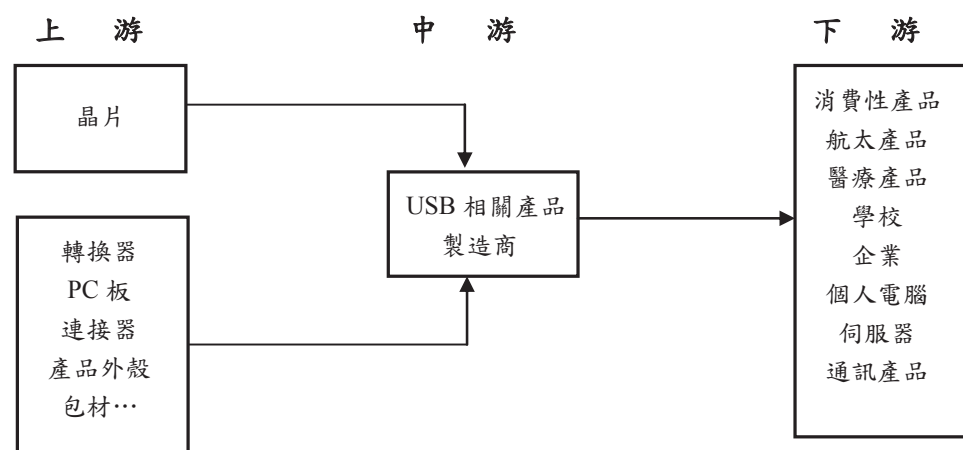 上 游
中 游
下 游
晶片
轉換器
PC 板
連接器
產品外殼
包材…
USB 相關產品
製造商
消費性產品
航太產品
醫療產品
學校
企業
個人電腦
伺服器
通訊產品